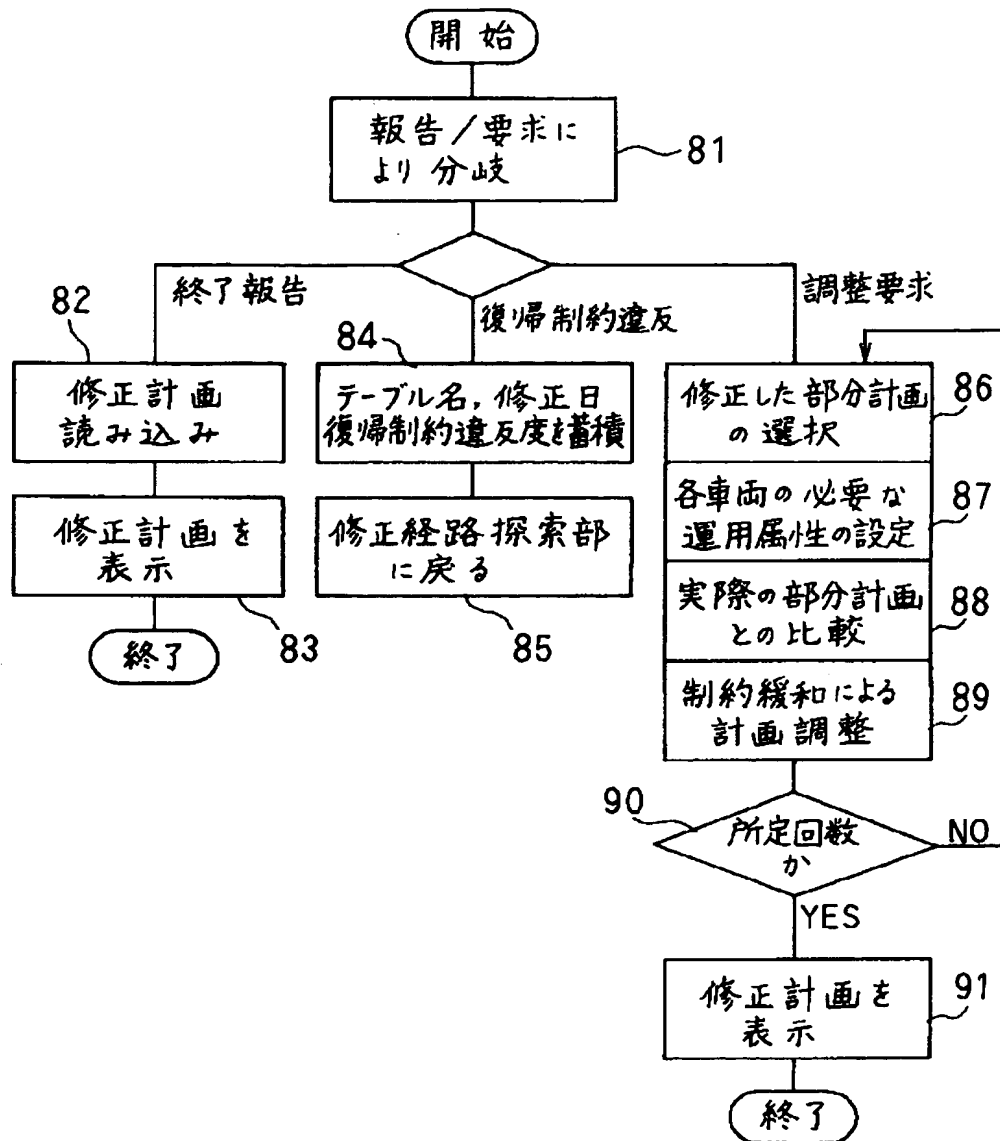 開始
報告/要求に
より分岐
81
終了報告
復帰制約違反
調整要求
82
修正計画
読み込み
修正計画を
表示
83
終了
84
テーブル名,修正日
復帰制約違反度を蓄積
修正経路探索部
に戻る
85
修正した部分計画
の選択
86
各車両の必要な
運用属性の設定
87
実際の部分計画
との比較
88
制約緩和による
計画調整
89
90
所定回数
か
NO
YES
修正計画を
表示
91
終了